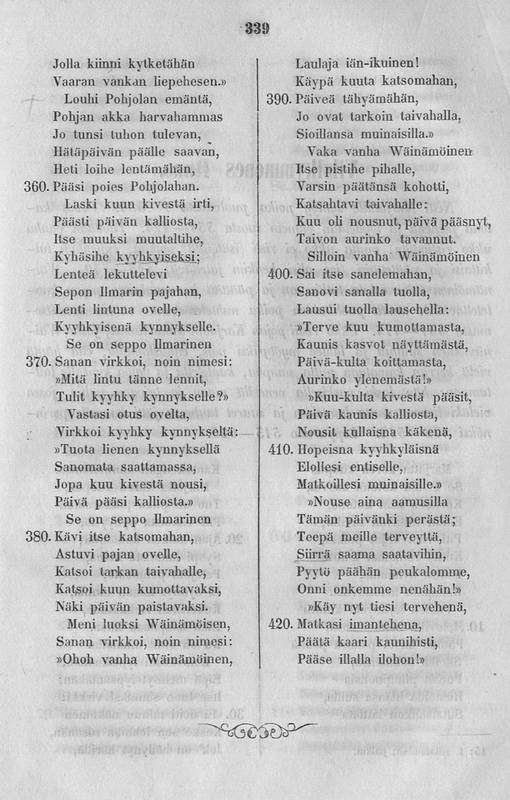 339
Jolla kiinni kytketähän
Vaaran vankan liepehesen.»
Louhi Pohjolan emäntä,
Pohjan akka harvahammas
Jo tunsi tuhon tulevan,
Hätäpäivän päälle saavan,
Heti loihe lentämähän,
360. Pääsi poies Pohjolahan.
Laski kuun kivestä irti,
Päästi päivän kalliosta,
Itse muuksi muutaltihe,
Kyhäsihe kyyhkyiseksi;
Lenteä lekuttelevi
Sepon Ilmarin pajahan,
Lenti lintuna ovelle,
Kyyhkyisenä kynnykselle.
Se on seppo Ilmarinen
370. Sanan virkkoi, noin nimesi:
»Mitä lintu tänne lennit,
Tulit kyyhky kynnykselle?»
Vastasi otus ovelta,
Virkkoi kyyhky kynnykseltä:
»Tuota lienen kynnyksellä
Sanomata saattamassa,
Jopa kuu kivestä nousi,
Päivä pääsi kalliosta.»
Se on seppo Ilmarinen
380. Kävi itse katsomahan,
Astuvi pajan ovelle,
Katsoi tarkan taivahalle,
Katsoi kuun kumottavaksi,
Näki päivän paistavaksi.
Meni luoksi Wäinämöisen,
Sanan virkkoi, noin nimesi:
»Ohoh vanha Wäinämöinen,
Laulaja iän-ikuinen!
Käypä kuuta katsomahan,
390. Päiveä tähyämähän,
Jo ovat tarkoin taivahalla,
Sioillansa muinaisilla.»
Vaka vanha Wäinämöinen
Itse pistihe pihalle,
Varsin päätänsä kohotti,
Katsahtavi taivahalle:
Kuu oli nousnut, päivä pääsnyt,
Taivon aurinko tavannut.
Silloin vanha Wäinämöinen
400. Sai itse sanelemahan,
Sanovi sanalla tuolla,
Lausui tuolla lausehella:
»Terve kuu kumottamasta,
Kaunis kasvot näyttämästä,
Päivä-kulta koittamasta,
Aurinko ylenemästä!»
»Kuu-kulta kivestä pääsit,
Päivä kaunis kalliosta,
Nousit kullaisna käkenä,
410. Hopeisna kyyhkyläisnä
Elollesi entiselle,
Matkoillesi muinaisille.»
»Nouse aina aamusilla
Tämän päivänki perästä;
Teepä meille terveyttä,
Siirrä saama saatavihin,
Pyytö päähän peukalomme,
Onni onkemme nenähän!»
»Käy nyt tiesi tervehenä,
420. Matkasi imantehena,
Päätä kaari kaunihisti,
Pääse illalla ilohon!»